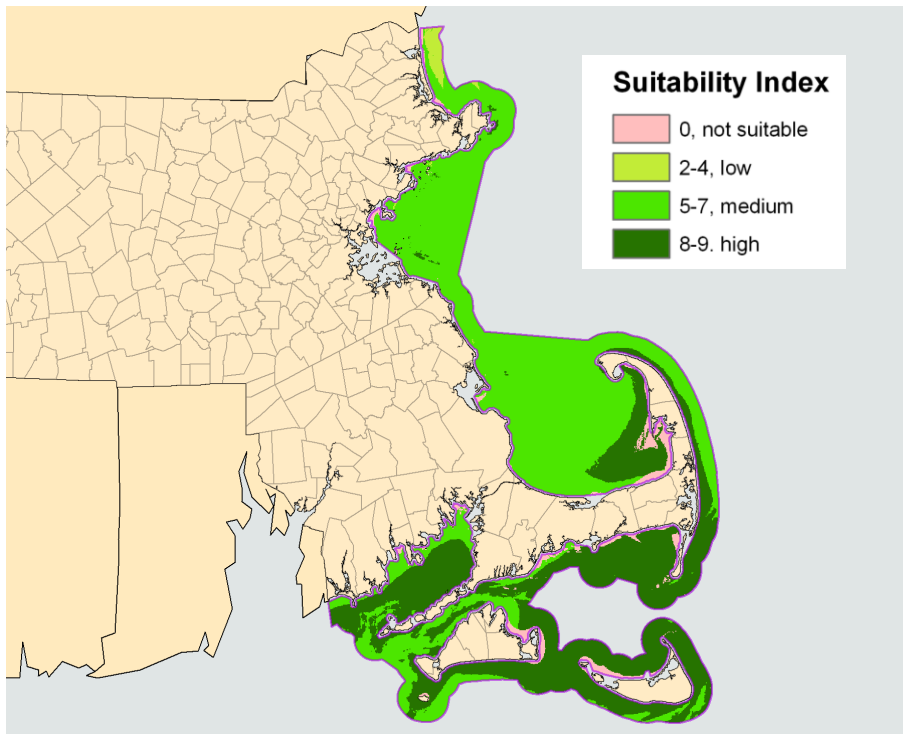 Suitability Index
0, not suitable
2-4, low
5-7, medium
8-9. high